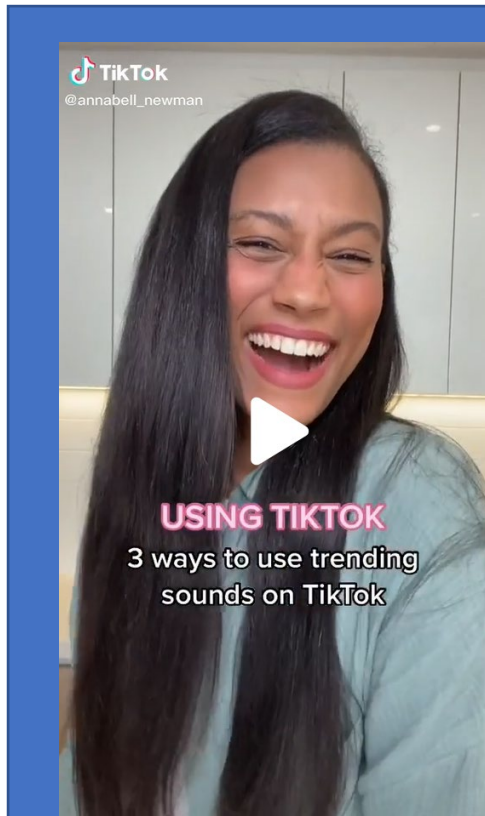 TikTok
@annabell_newman
USING TIKTOK
3 ways to use trending
sounds on TikTok